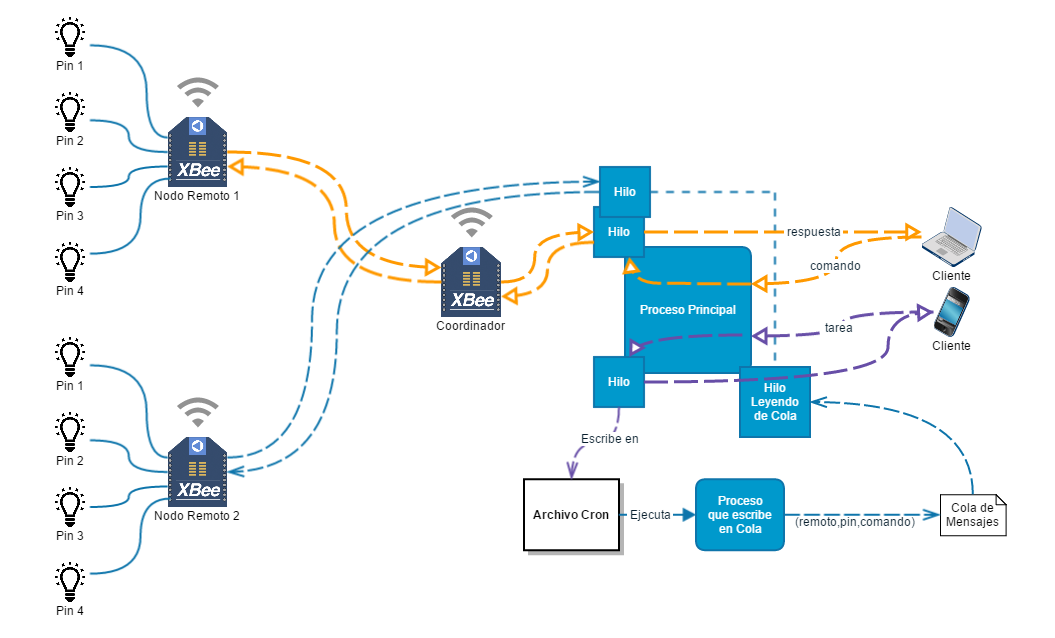 Pin 1
Pin 2
Pin 3
Pin 4
XBee
Nodo Remoto 1
Pin 1
Pin 2
Pin 3
Pin 4
XBee
Nodo Remoto 2
XBee
Coordinador
Hilo
Hilo
Proceso Principal
Hilo
Hilo
Leyendo
de Cola
respuesta
comando
Cliente
tarea
Cliente
Escribe en
Archivo Cron
Ejecuta
Proceso
que escribe
en Cola
(remoto,pin,comando)
Cola de
Mensajes